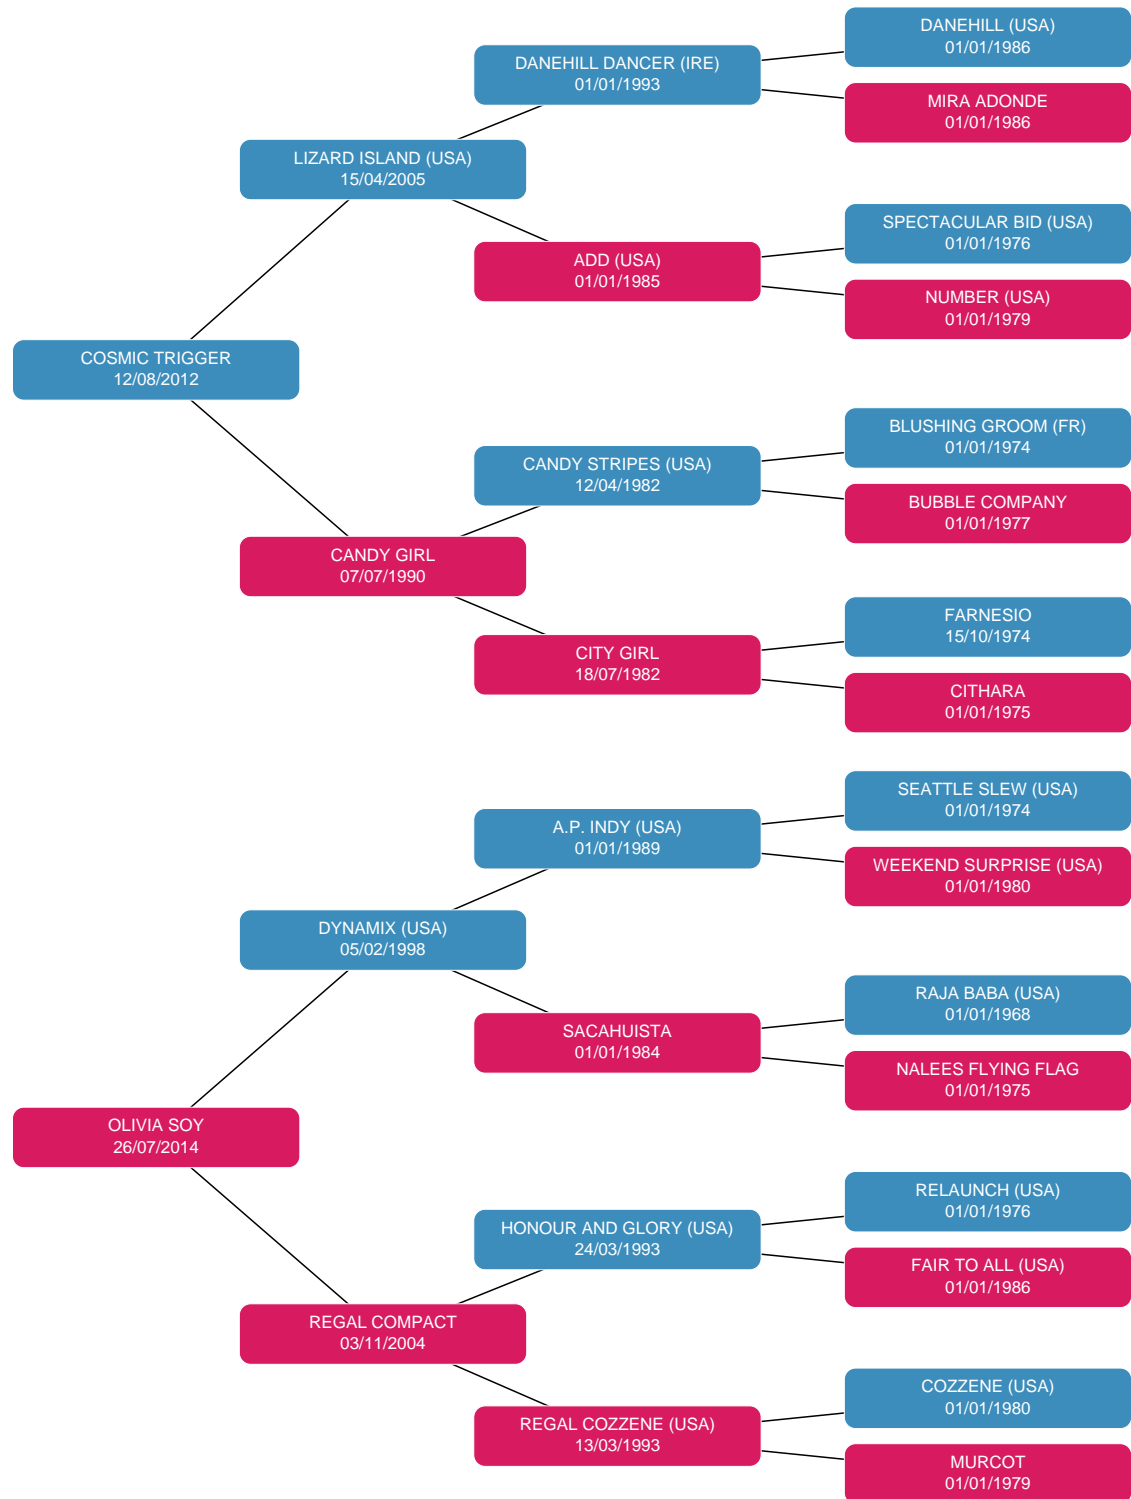 DANEHILL (USA)
01/01/1986
DANEHILL DANCER (IRE)
01/01/1993
MIRA ADONDE
01/01/1986
LIZARD ISLAND (USA)
15/04/2005
SPECTACULAR BID (USA)
01/01/1976
ADD (USA)
01/01/1985
NUMBER (USA)
01/01/1979
COSMIC TRIGGER
12/08/2012
BLUSHING GROOM (FR)
01/01/1974
CANDY STRIPES (USA)
12/04/1982
BUBBLE COMPANY
01/01/1977
CANDY GIRL
07/07/1990
FARNESIO
15/10/1974
CITY GIRL
18/07/1982
CITHARA
01/01/1975
SEATTLE SLEW (USA)
01/01/1974
A.P. INDY (USA)
01/01/1989
WEEKEND SURPRISE (USA)
01/01/1980
DYNAMIX (USA)
05/02/1998
RAJA BABA (USA)
01/01/1968
SACAHUISTA
01/01/1984
NALEES FLYING FLAG
01/01/1975
OLIVIA SOY
26/07/2014
RELAUNCH (USA)
01/01/1976
HONOUR AND GLORY (USA)
24/03/1993
FAIR TO ALL (USA)
01/01/1986
REGAL COMPACT
03/11/2004
COZZENE (USA)
01/01/1980
REGAL COZZENE (USA)
13/03/1993
MURCOT
01/01/1979